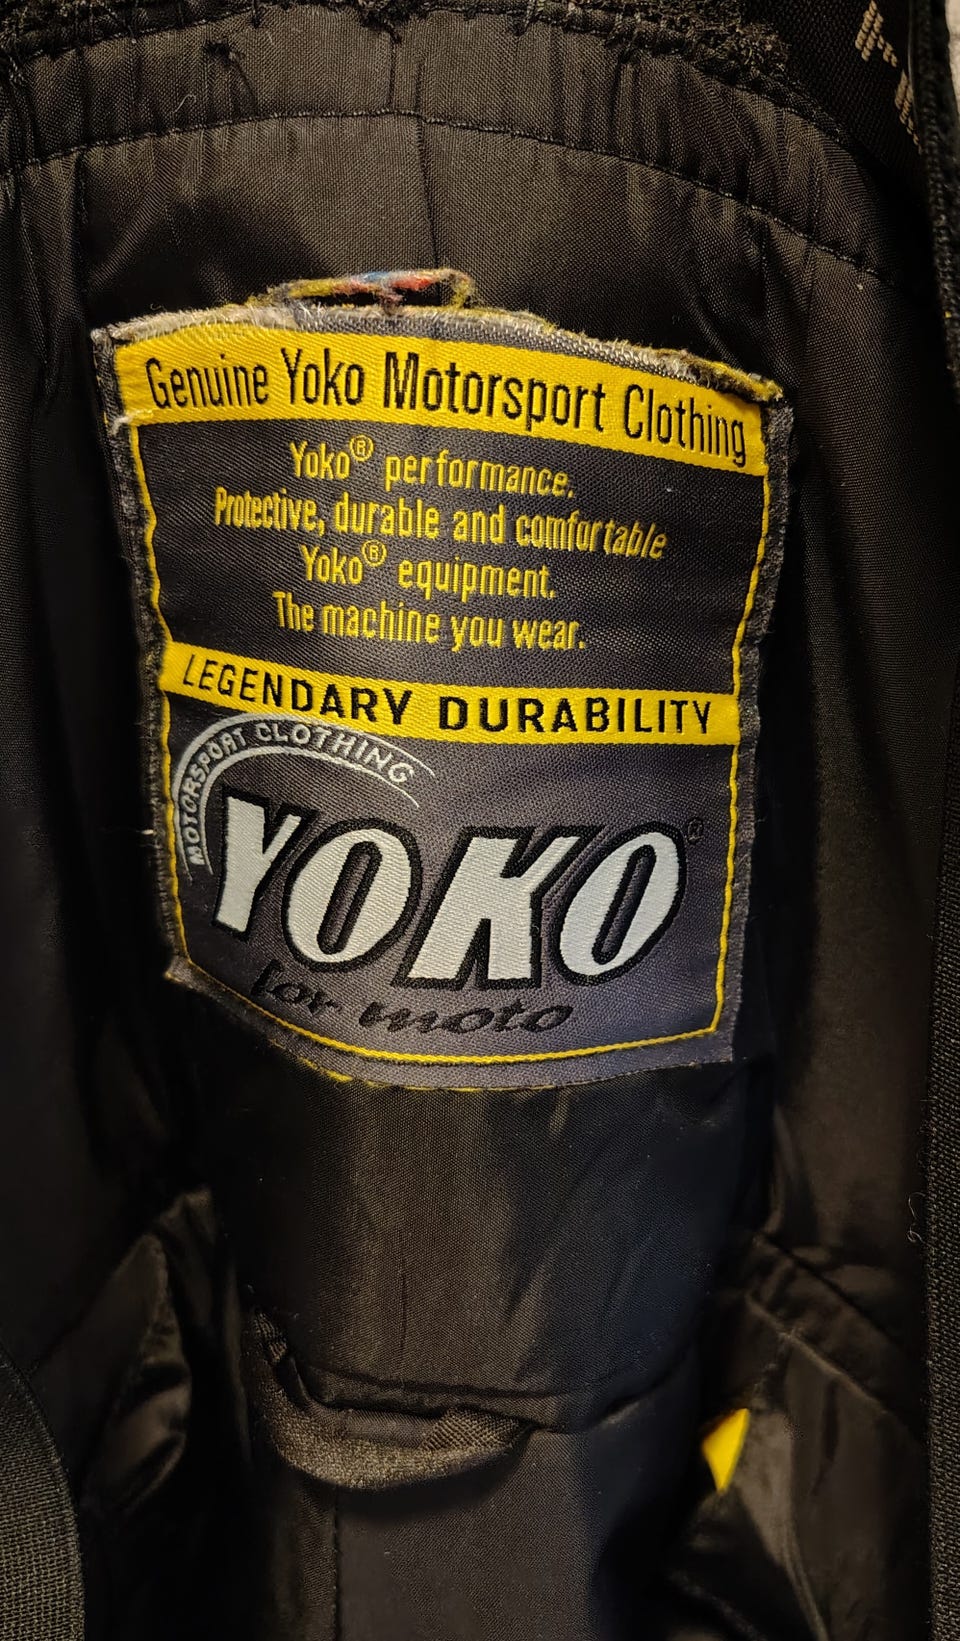 Genuine Yoko Motorsport Clothing
Yoko® performance.
Protective, durable and comfortable
Yoko® equipment.
The machine you wear.
LEGENDARY DURABILITY
MOTORSPORT CLOTHING
YOKO®
for moto